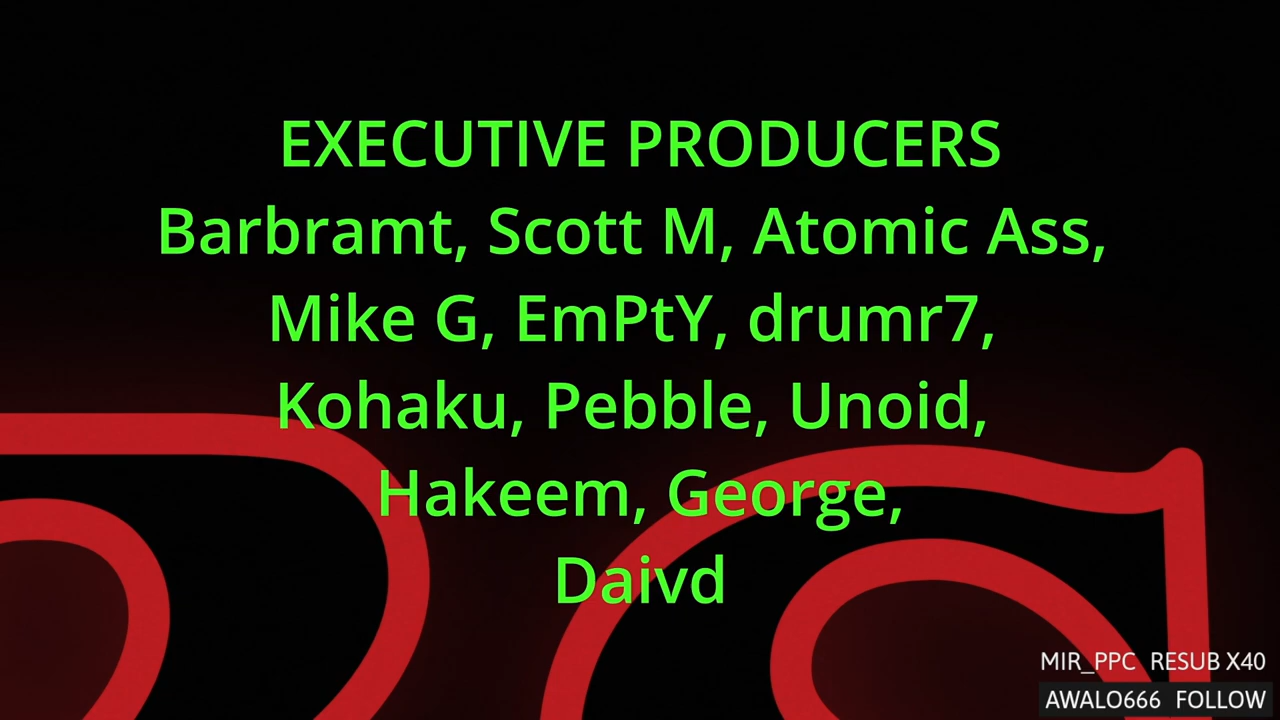 EXECUTIVE PRODUCERS
Barbramt, Scott M, Atomic Ass,
Mike G, EmPtY, drumr7,
Kohaku, Pebble, Unoid,
Hakeem, George,
Daivd
MIR_PPC RESUB X40
AWALO666 FOLLOW